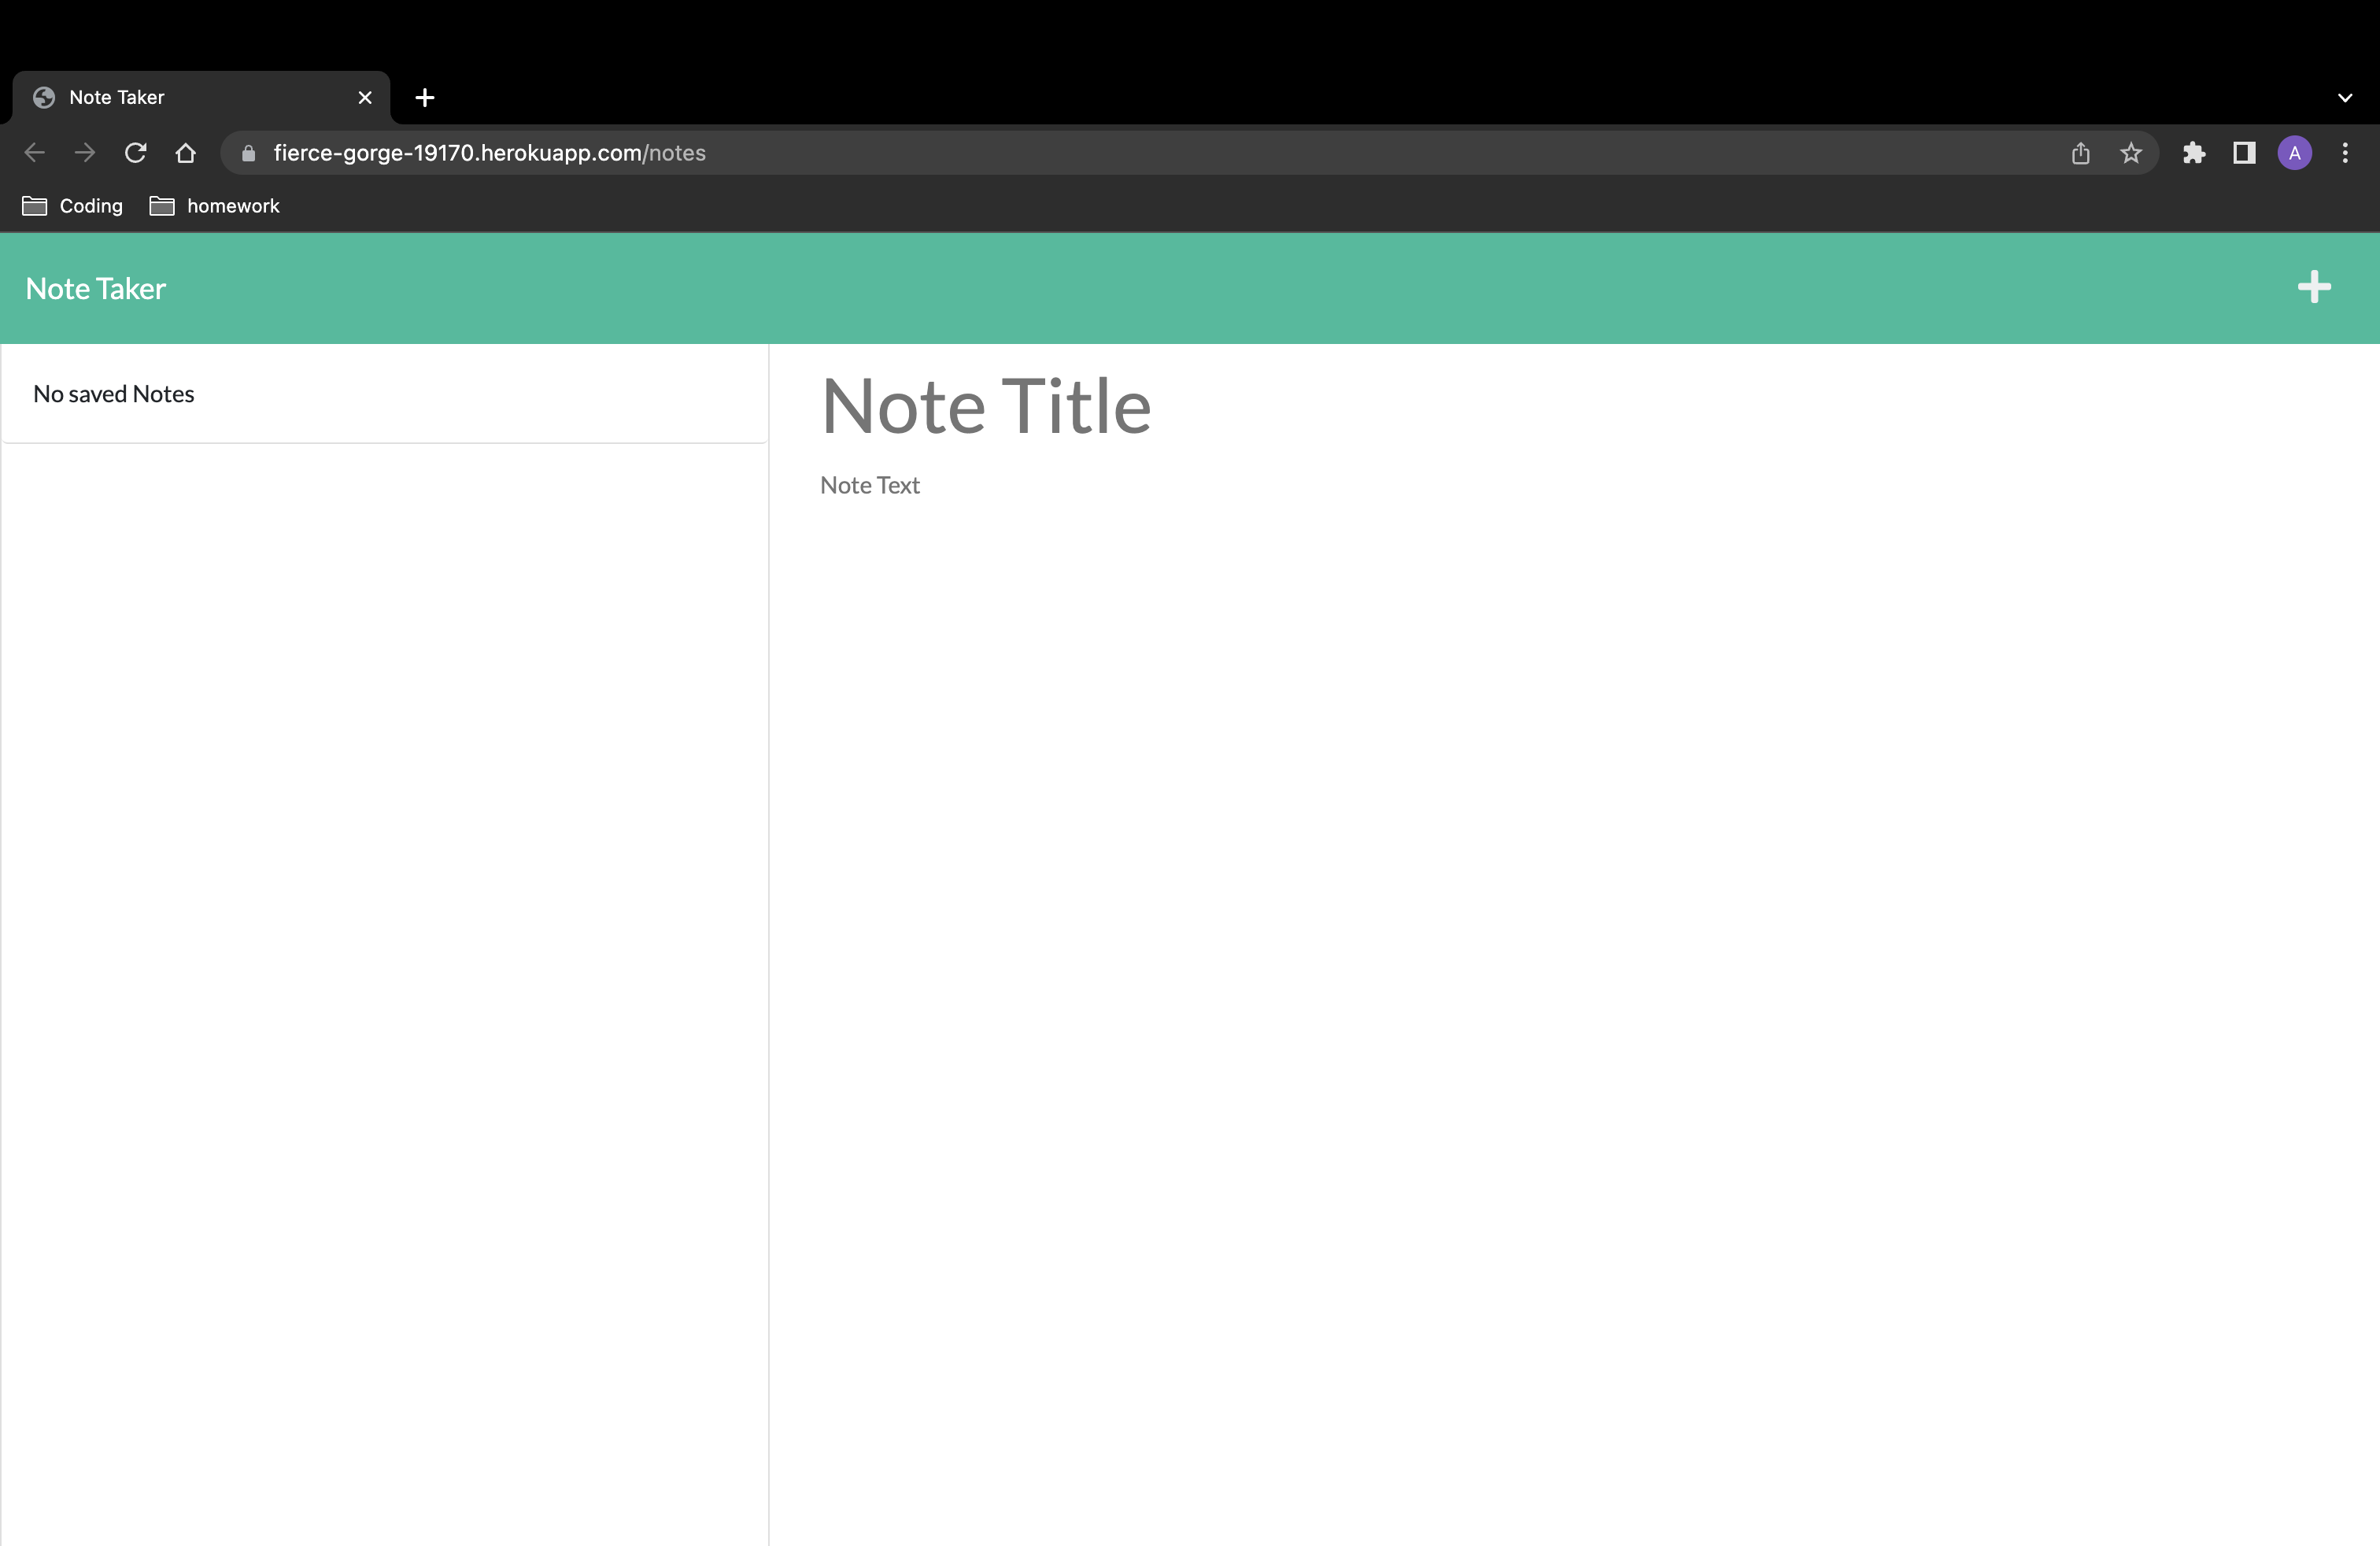 Note Taker
fierce-gorge-19170.herokuapp.com/notes
A
Coding homework
Note Taker
No saved Notes
Note Title
Note Text